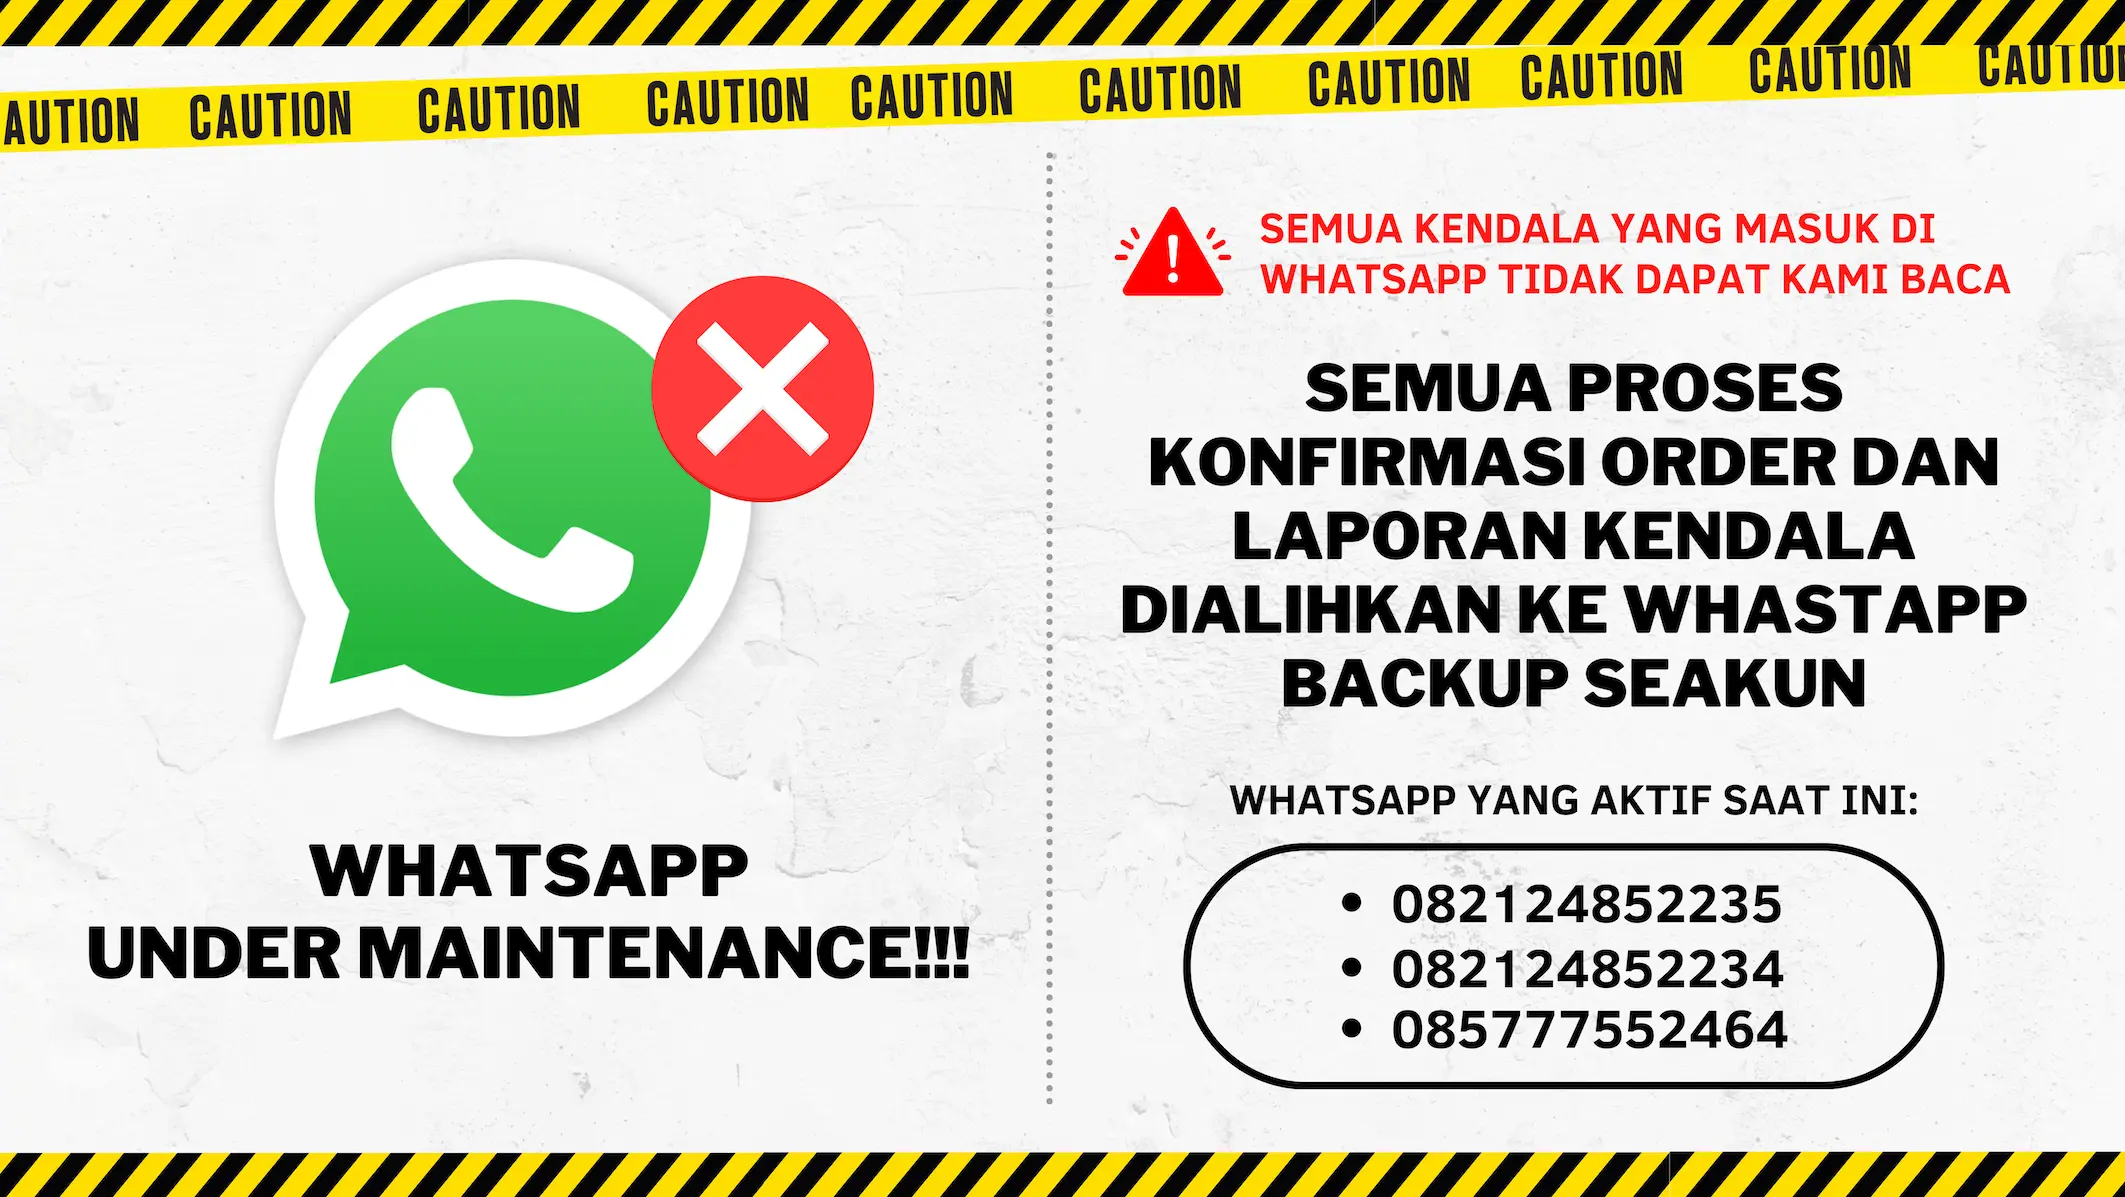 AUTION CAUTION CAUTION CAUTION CAUTION CAUTION CAUTION CAUTION CAUTION CAUTION
SEMUA KENDALA YANG MASUK DI
WHATSAPP TIDAK DAPAT KAMI BACA
SEMUA PROSES
KONFIRMASI ORDER DAN
LAPORAN KENDALA
DIALIHKAN KE WHASTAPP
BACKUP SEAKUN
WHATSAPP YANG AKTIF SAAT INI:
• 082124852235
• 082124852234
• 085777552464
WHATSAPP
UNDER MAINTENANCE!!!